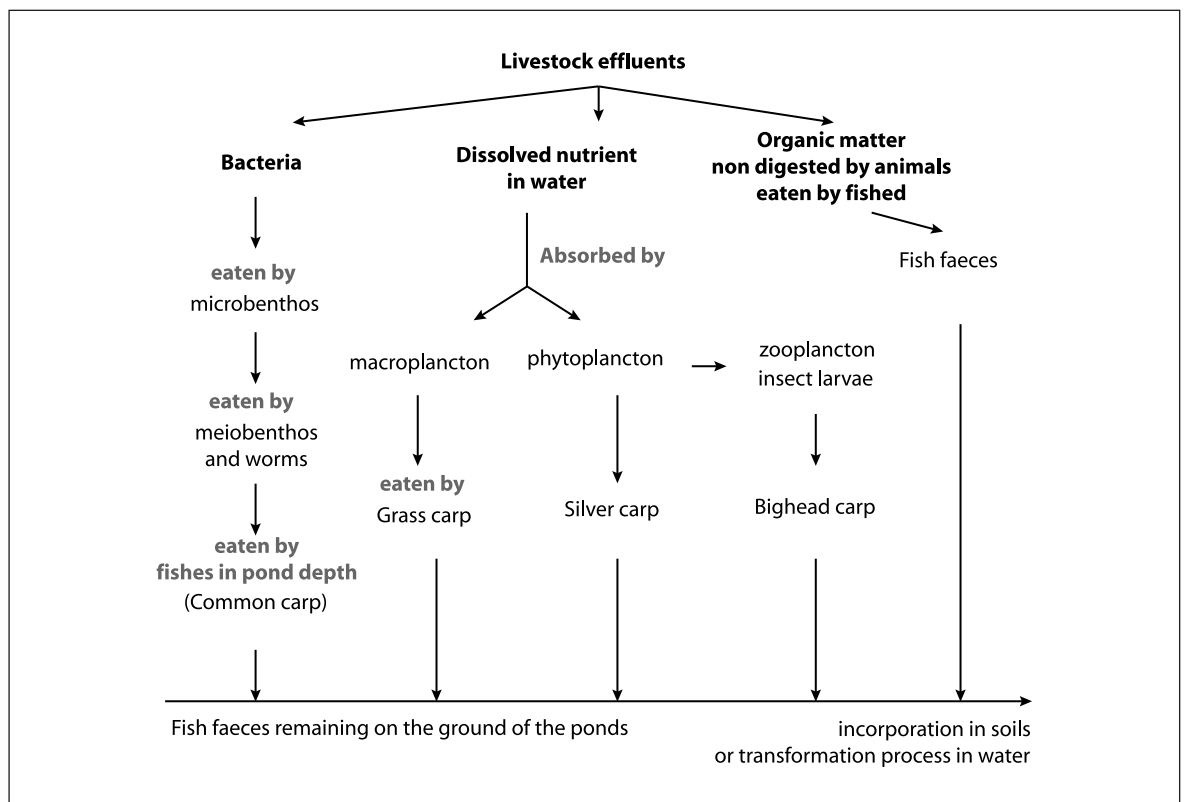 Livestock effluents
Bacteria
Dissolved nutrient
in water
Organic matter
non digested by animals
eaten by fished
Absorbed by
Fish faeces
eaten by
microbenthos
macroplancton
phytoplancton
zooplancton
insect larvae
eaten by
meiobenthos
and worms
eaten by
Grass carp
Silver carp
Bighead carp
eaten by
fishes in pond depth
(Common carp)
Fish faeces remaining on the ground of the ponds
incorporation in soils
or transformation process in water